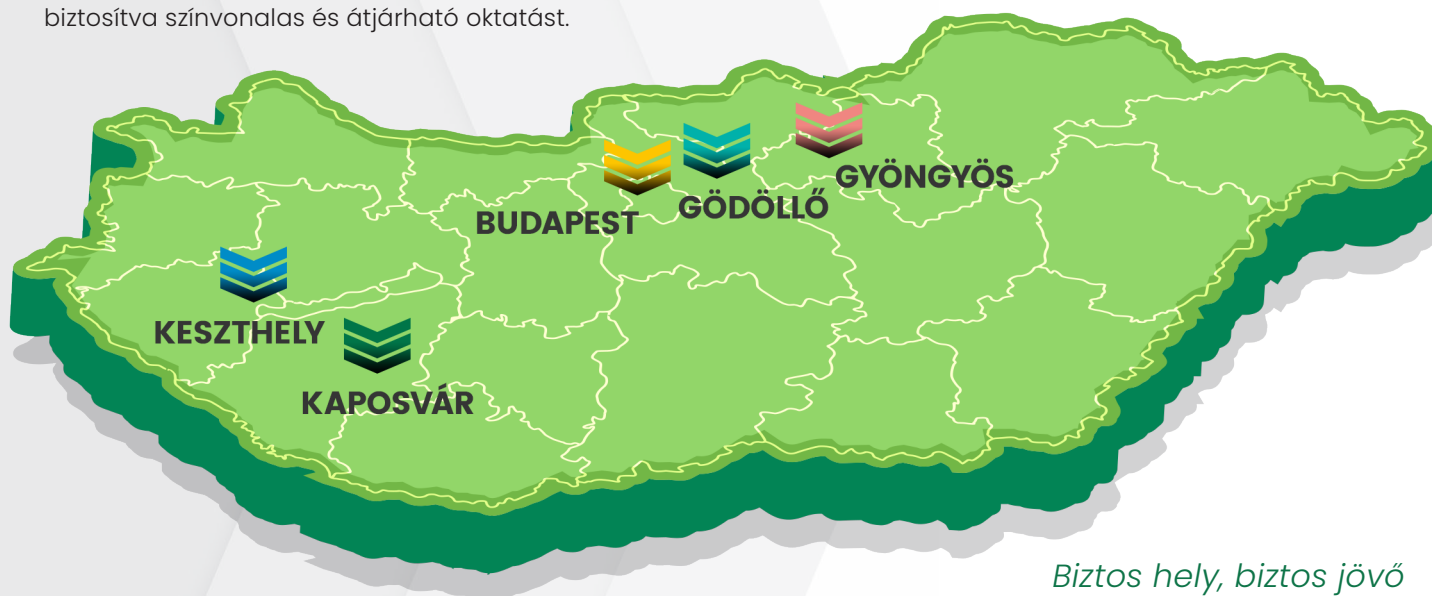 biztosítva színvonalas és átjárható oktatást.
GYÖNGYÖS
GÖDÖLLŐ
BUDAPEST
KESZTHELY
KAPOSVÁR
Biztos hely, biztos jövő